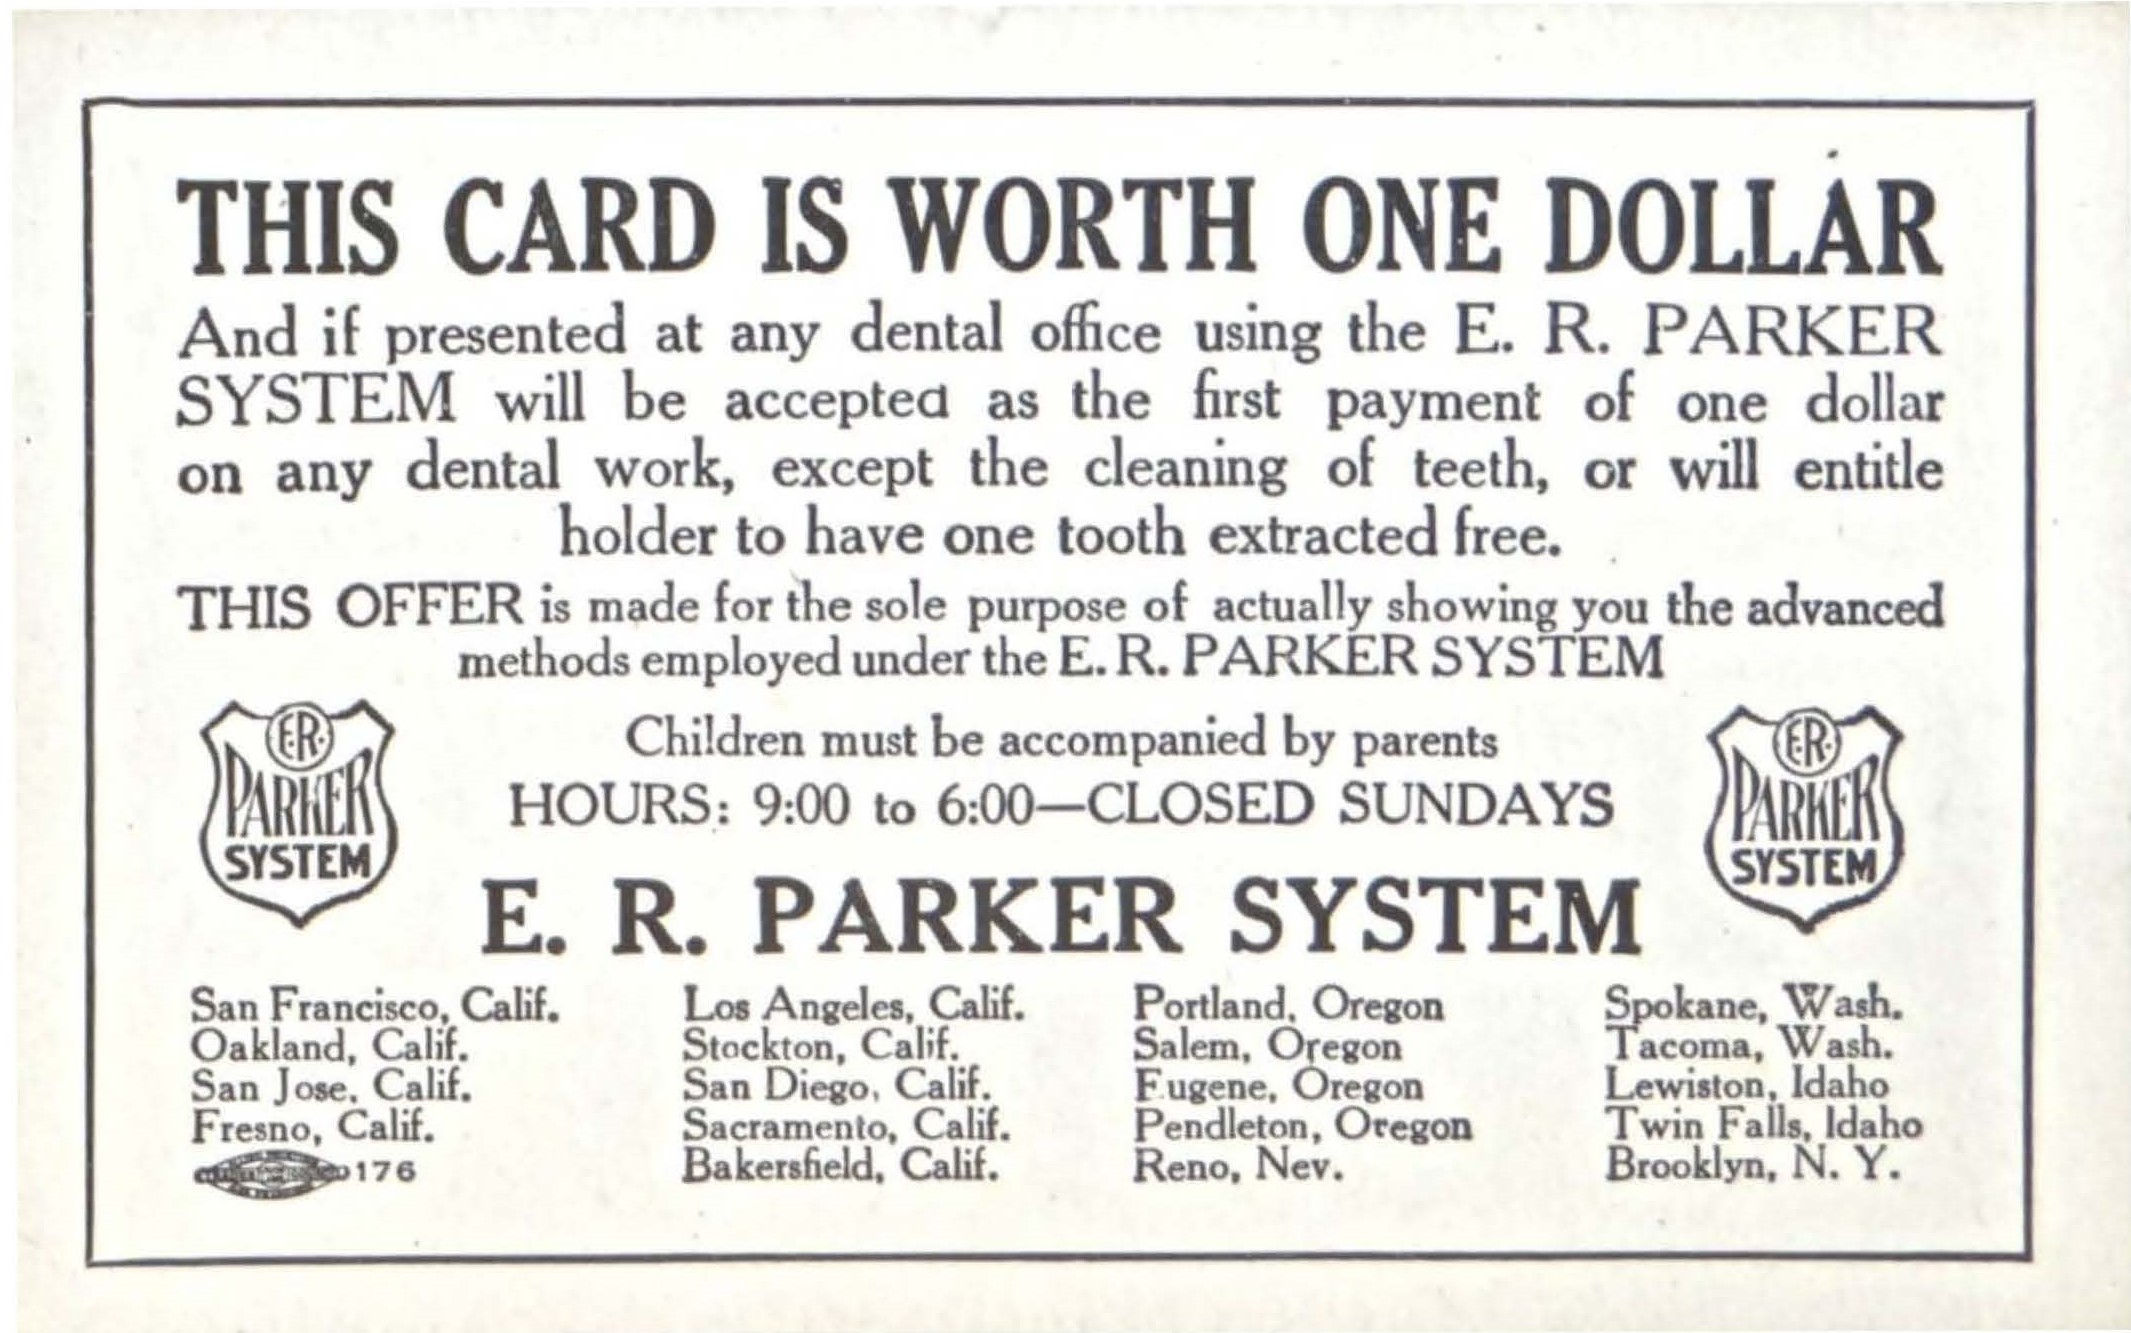 THIS CARD IS WORTH ONE DOLLAR
And if presented at any dental office using the E. R. PARKER
SYSTEM will be accepted as the first payment of one dollar
on any dental work, except the cleaning of teeth, or will entitle
holder to have one tooth extracted free.
THIS OFFER is made for the sole purpose of actually showing you the advanced
methods employed under the E. R. PARKER SYSTEM
E.R.
PARKER
SYSTEM
Children must be accompanied by parents
HOURS: 9:00 to 6:00—CLOSED SUNDAYS
E.R.
PARKER
SYSTEM
E. R. PARKER SYSTEM
San Francisco, Calif.
Oakland, Calif.
San Jose, Calif.
Fresno, Calif.
176
Los Angeles, Calif.
Stockton, Calif.
San Diego, Calif.
Sacramento, Calif.
Bakersfield, Calif.
Portland, Oregon
Salem, Oregon
Eugene, Oregon
Pendleton, Oregon
Reno, Nev.
Spokane, Wash.
Tacoma, Wash.
Lewiston, Idaho
Twin Falls, Idaho
Brooklyn, N. Y.